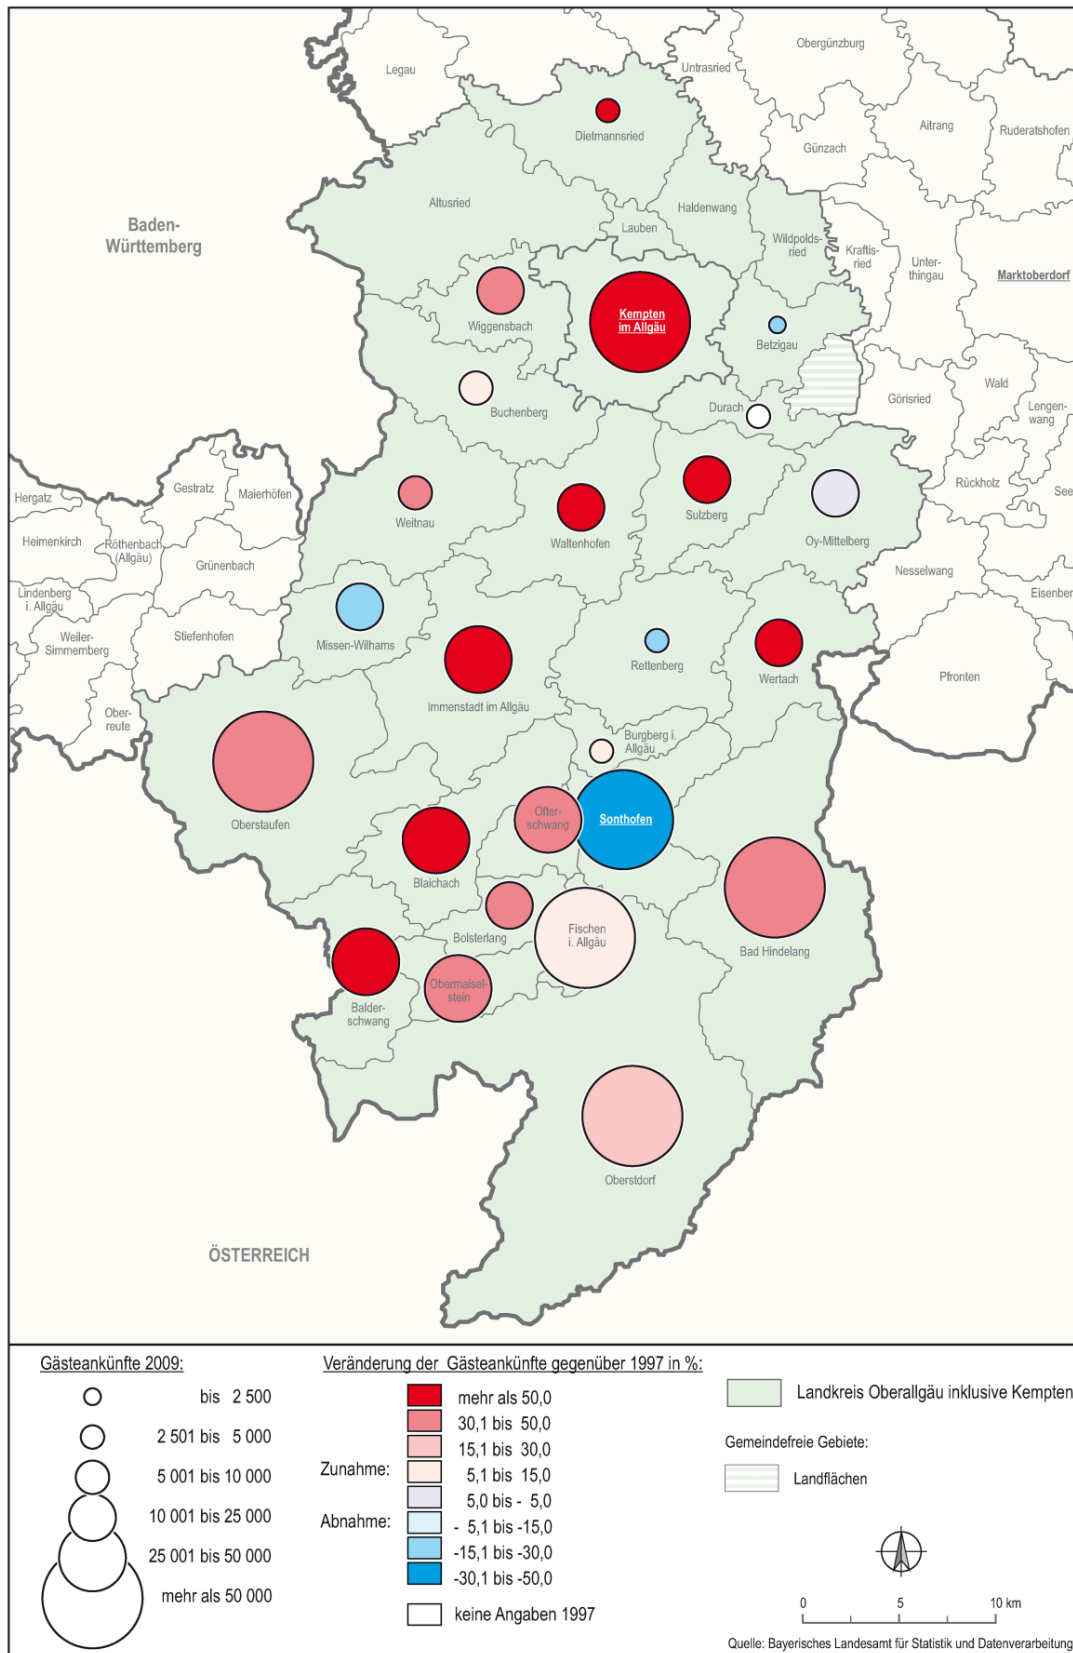 Legau
Obergünzburg
Untrasried
Dietmannsried
Günzach
Aitrang
Ruderatshofen
Baden-
Württemberg
Altusried
Haldenwang
Lauben
Wildpolds-
ried
Kraftis-
ried
Unter-
thingau
Marktoberdorf
Wiggensbach
Kempten
im Allgäu
Betzigau
Buchenberg
Durach
Görisried
Wald
Lengen-
wang
Hergatz
Gestratz
Maierhöfen
Weitnau
Waltenhofen
Sulzberg
Oy-Mittelberg
Rückholz
See
Heimenkirch
Röthenbach
(Allgäu)
Grünenbach
Nesselwang
Eisenber
Lindenberg
i. Allgäu
Weiler-
Simmemberg
Stiefenhofen
Missen-Wilhams
Rettenberg
Wertach
Pfronten
Immenstadt im Allgäu
Ober-
reute
Burgberg i.
Allgäu
Oberstaufen
Ofter-
schwang
Sonthofen
Blaichach
Bolsterlang
Fischen
i. Allgäu
Bad Hindelang
Obermaisel-
stein
Balder-
schwang
Oberstdorf
ÖSTERREICH
Gästeankünfte 2009:
bis 2 500
2 501 bis 5 000
5 001 bis 10 000
10 001 bis 25 000
25 001 bis 50 000
mehr als 50 000
Veränderung der Gästeankünfte gegenüber 1997 in %:
mehr als 50,0
30,1 bis 50,0
15,1 bis 30,0
Zunahme: 5,1 bis 15,0
5,0 bis - 5,0
Abnahme: - 5,1 bis -15,0
-15,1 bis -30,0
-30,1 bis -50,0
keine Angaben 1997
Landkreis Oberallgäu inklusive Kempten
Gemeindefreie Gebiete:
Landflächen
0 5 10 km
Quelle: Bayerisches Landesamt für Statistik und Datenverarbeitung